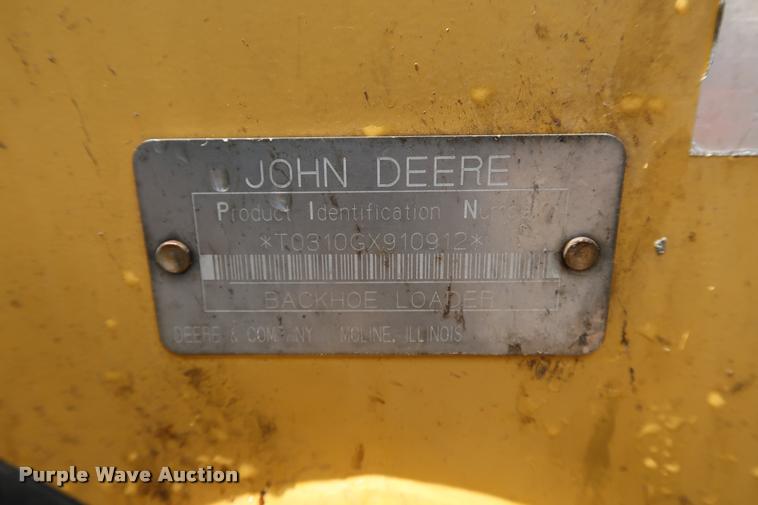 JOHN DEERE
Product Identification Number
*T0310GX910912*
BACKHOE LOADER
DEERE & COMPANY MOLINE, ILLINOIS
Purple Wave Auction